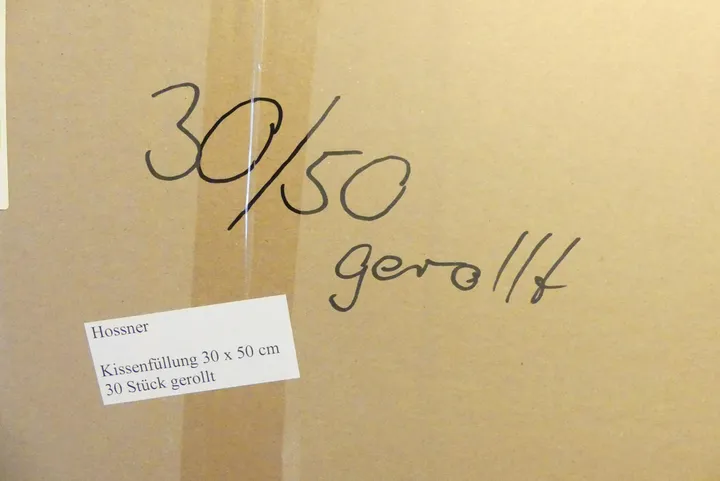 30/50
gerollt
Hossner
Kissenfüllung 30 x 50 cm
30 Stück gerollt